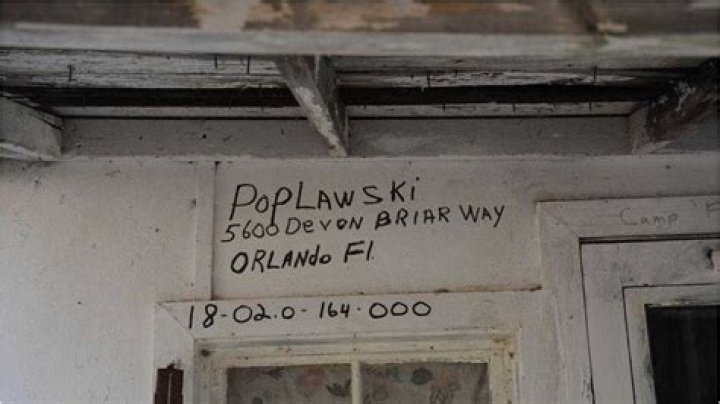 POPLAWSKi
5600 DEVON BRIAR WAY
ORLANDO Fl
18-02.0-164-000
Camp